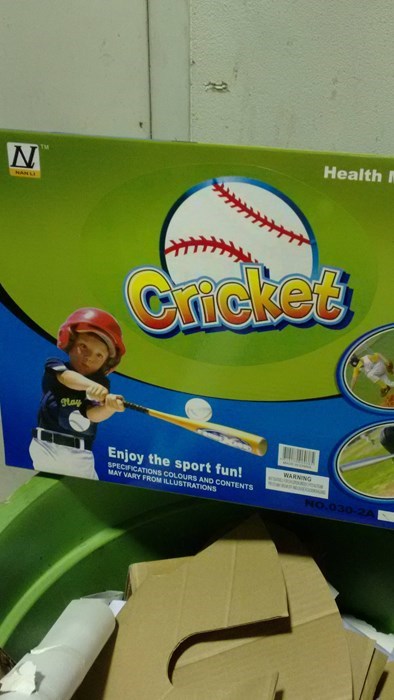 N TM
NAN LI
Health
Cricket
Play
Enjoy the sport fun!
SPECIFICATIONS COLOURS AND CONTENTS
MAY VARY FROM ILLUSTRATIONS
WARNING
NO.030-2A